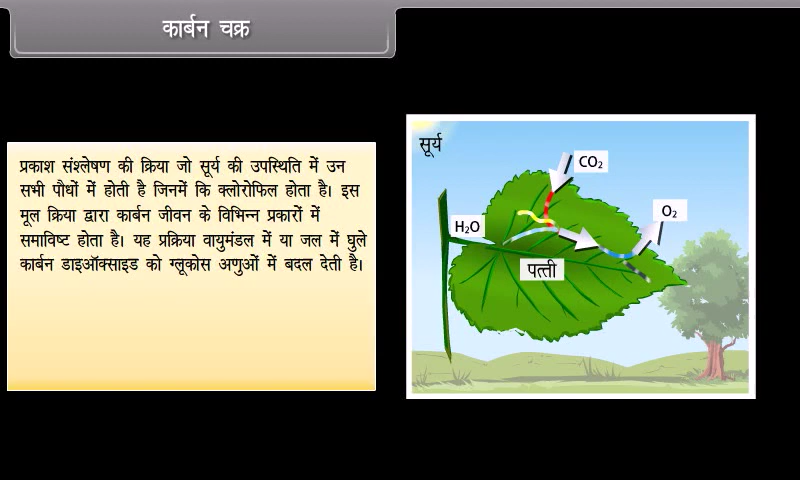 कार्बन चक्र
प्रकाश संश्लेषण की क्रिया जो सूर्य की उपस्थिति में उन
सभी पौधों में होती है जिनमें कि क्लोरोफिल होता है। इस
मूल क्रिया द्वारा कार्बन जीवन के विभिन्न प्रकारों में
समाविष्ट होता है। यह प्रक्रिया वायुमंडल में या जल में घुले
कार्बन डाइऑक्साइड को ग्लूकोस अणुओं में बदल देती है।
सूर्य
CO₂
O₂
H₂O
पत्ती